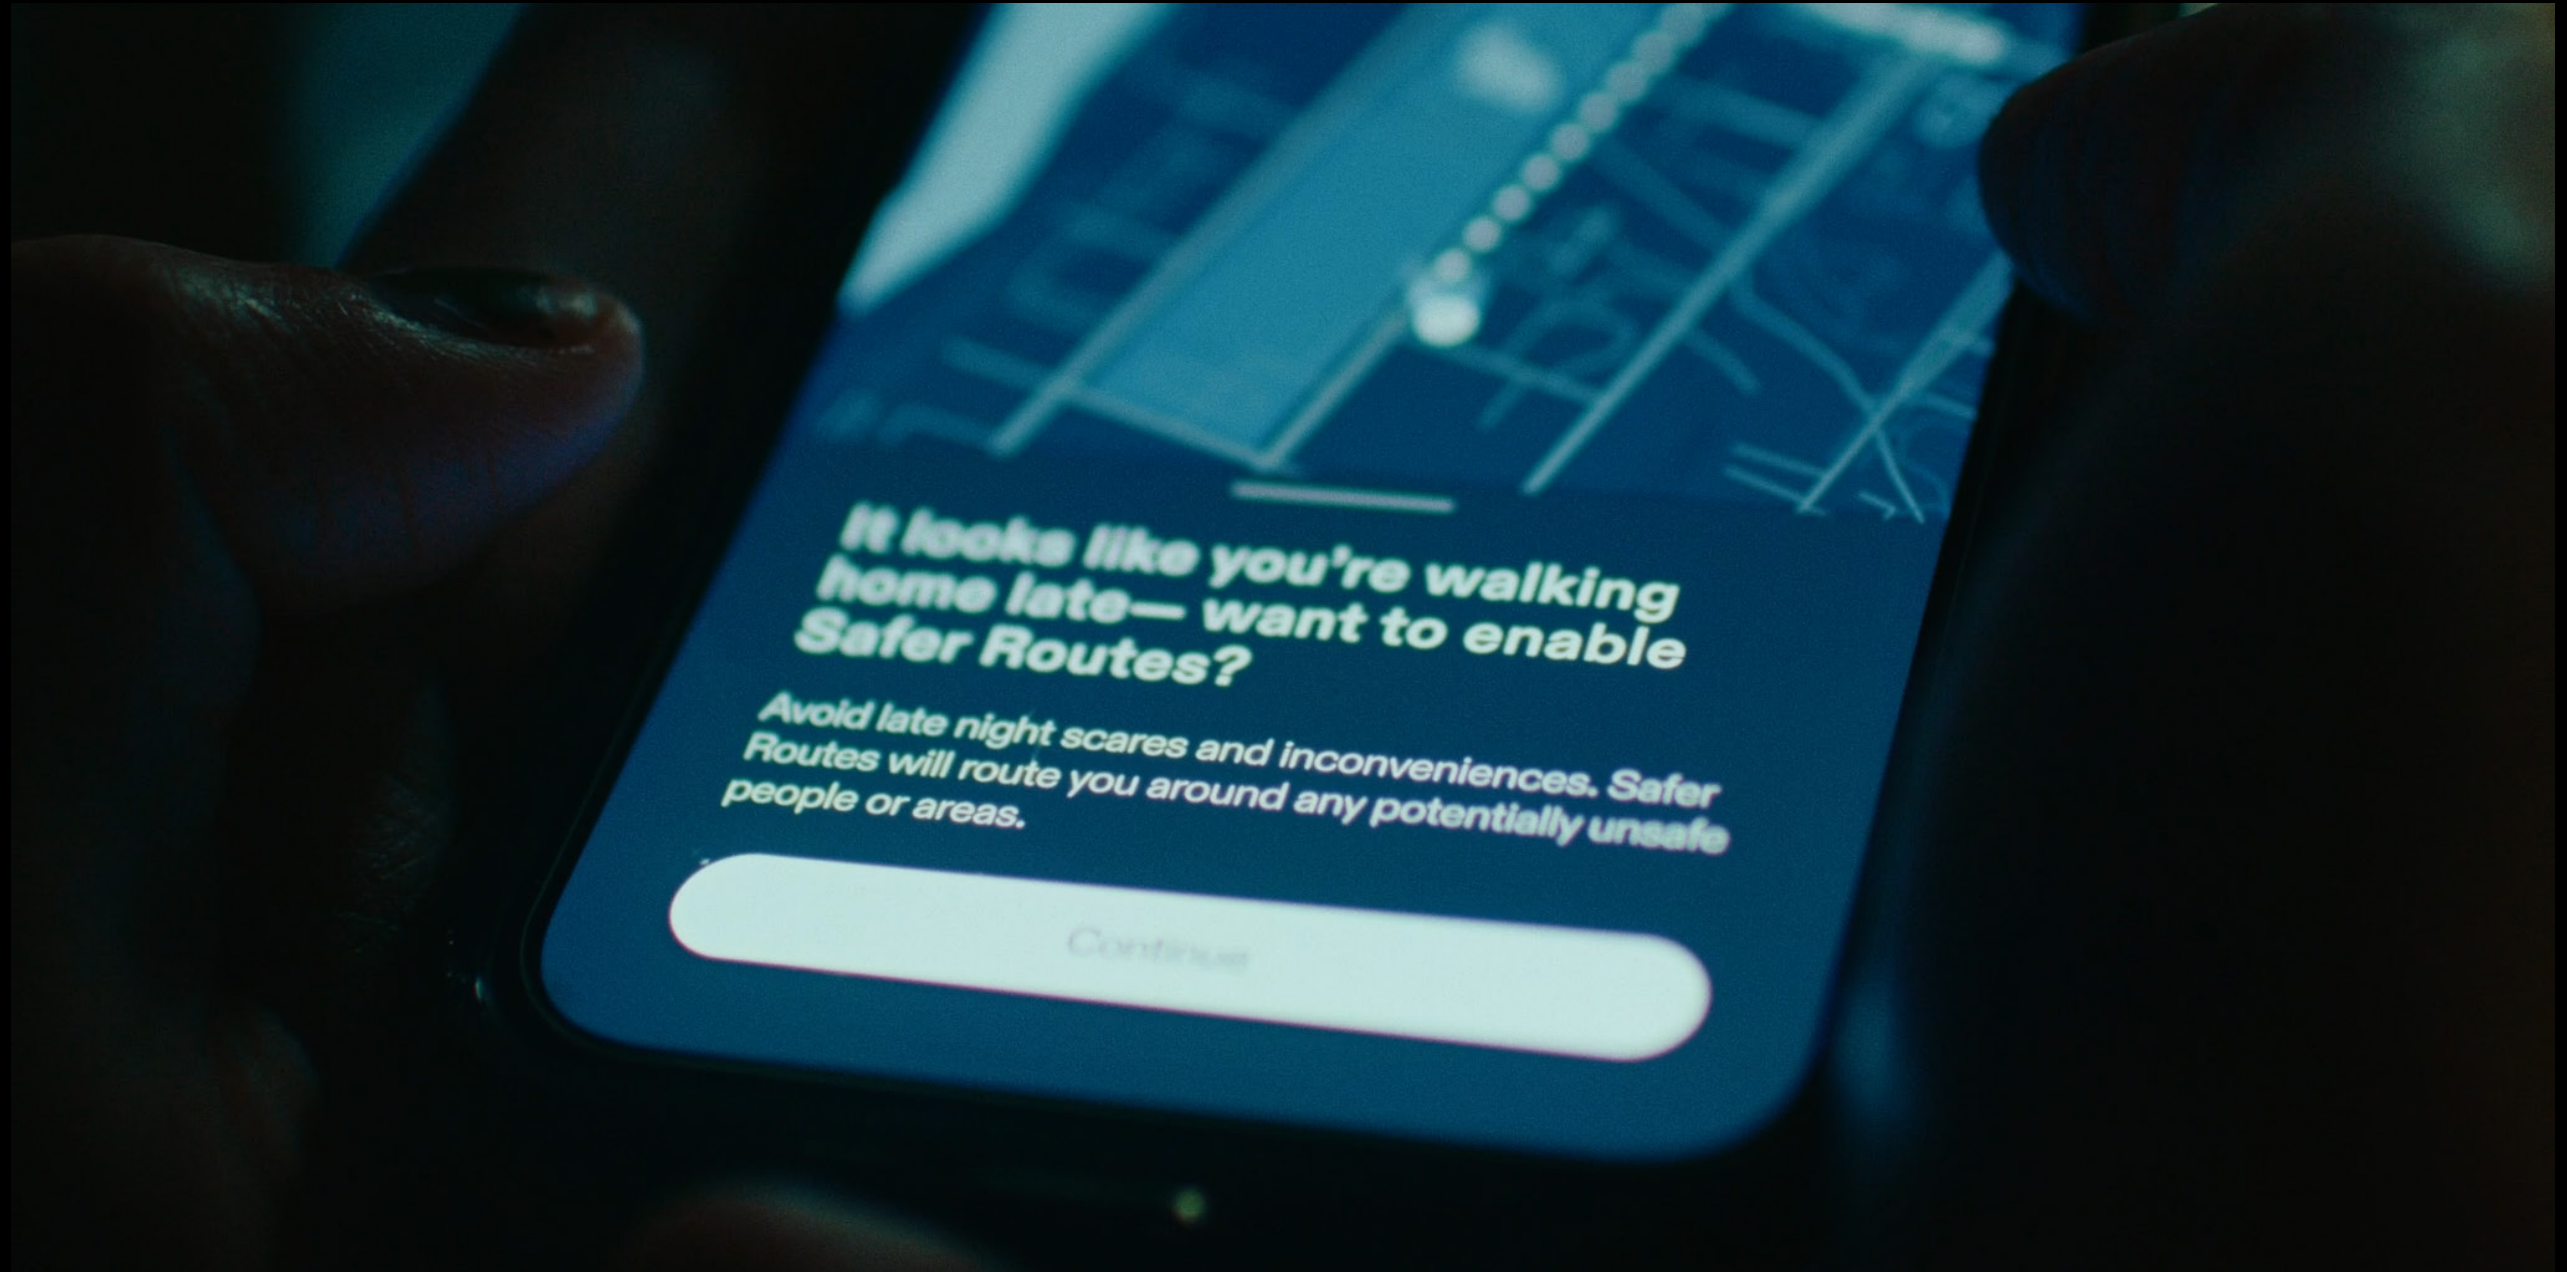 It looks like you're walking
home late— want to enable
Safer Routes?
Avoid late night scares and inconveniences. Safer
Routes will route you around any potentially unsafe
people or areas.
Continue